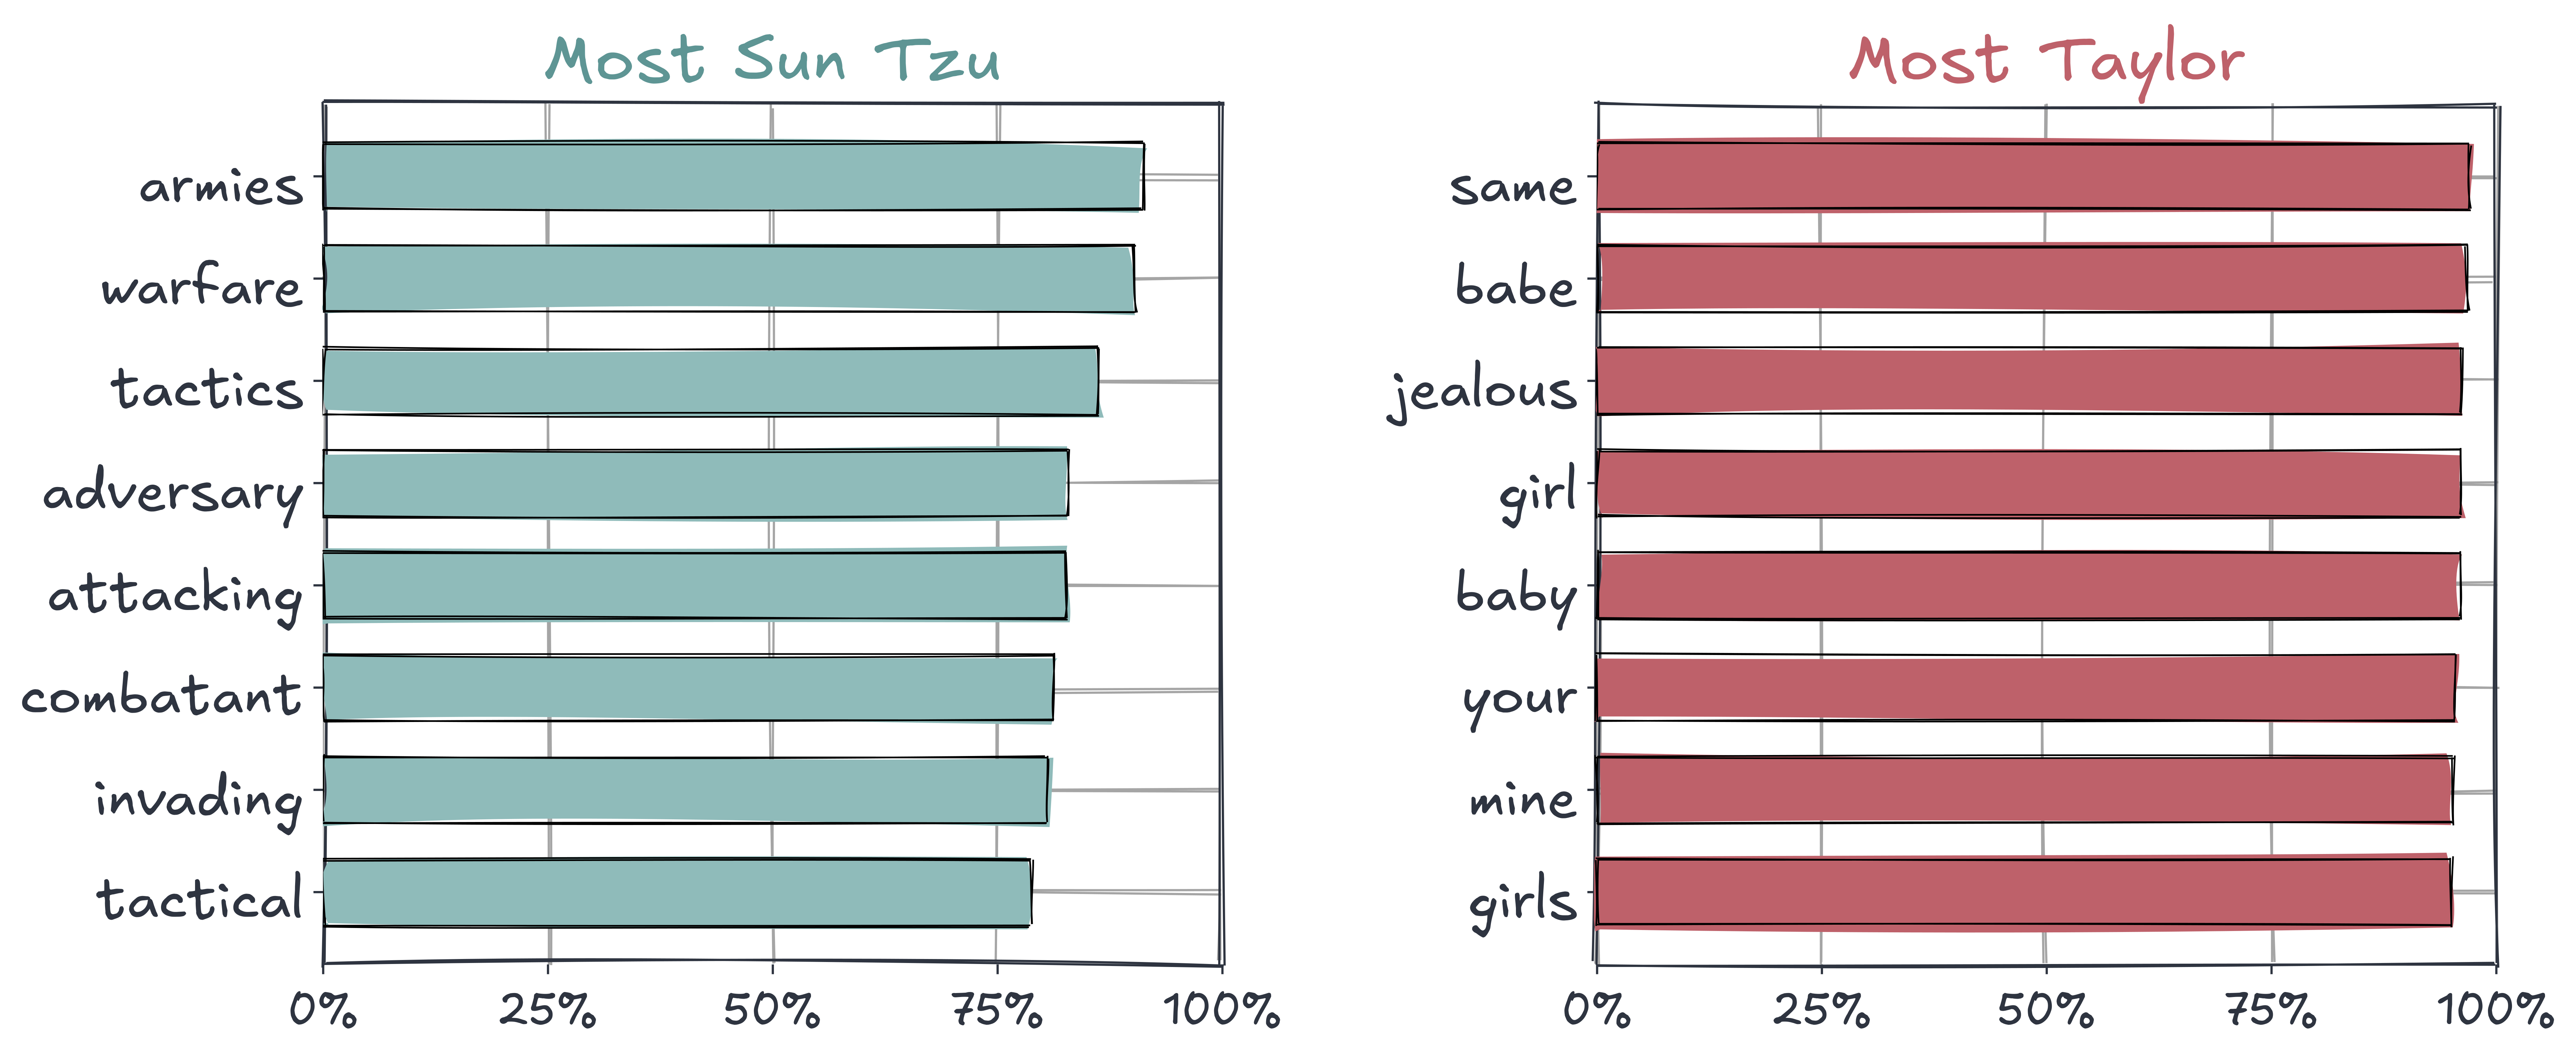 Most Sun Tzu
armies
warfare
tactics
adversary
attacking
combatant
invading
tactical
0% 25% 50% 75% 100%
Most Taylor
same
babe
jealous
girl
baby
your
mine
girls
0% 25% 50% 75% 100%